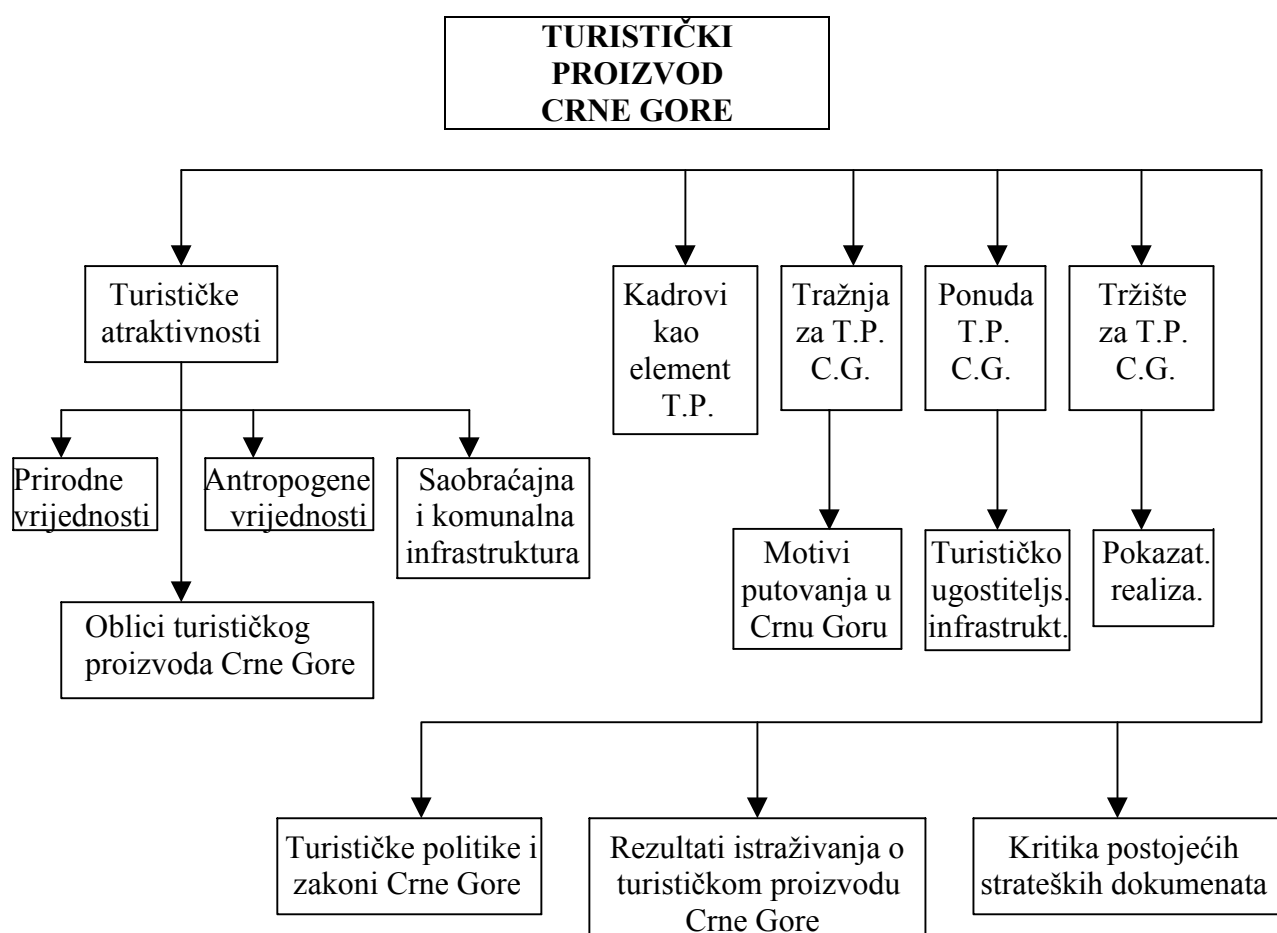 TURISTIČKI
PROIZVOD
CRNE GORE
Turističke
atraktivnosti
Kadrovi
kao
element
T.P.
Tražnja
za T.P.
C.G.
Ponuda
T.P.
C.G.
Tržište
za T.P.
C.G.
Prirodne
vrijednosti
Antropogene
vrijednosti
Saobraćajna
i komunalna
infrastruktura
Motivi
putovanja u
Crnu Goru
Turističko
ugostiteljs.
infrastrukt.
Pokazat.
realiza.
Oblici turističkog
proizvoda Crne Gore
Turističke politike i
zakoni Crne Gore
Rezultati istraživanja o
turističkom proizvodu
Crne Gore
Kritika postojećih
strateških dokumenata